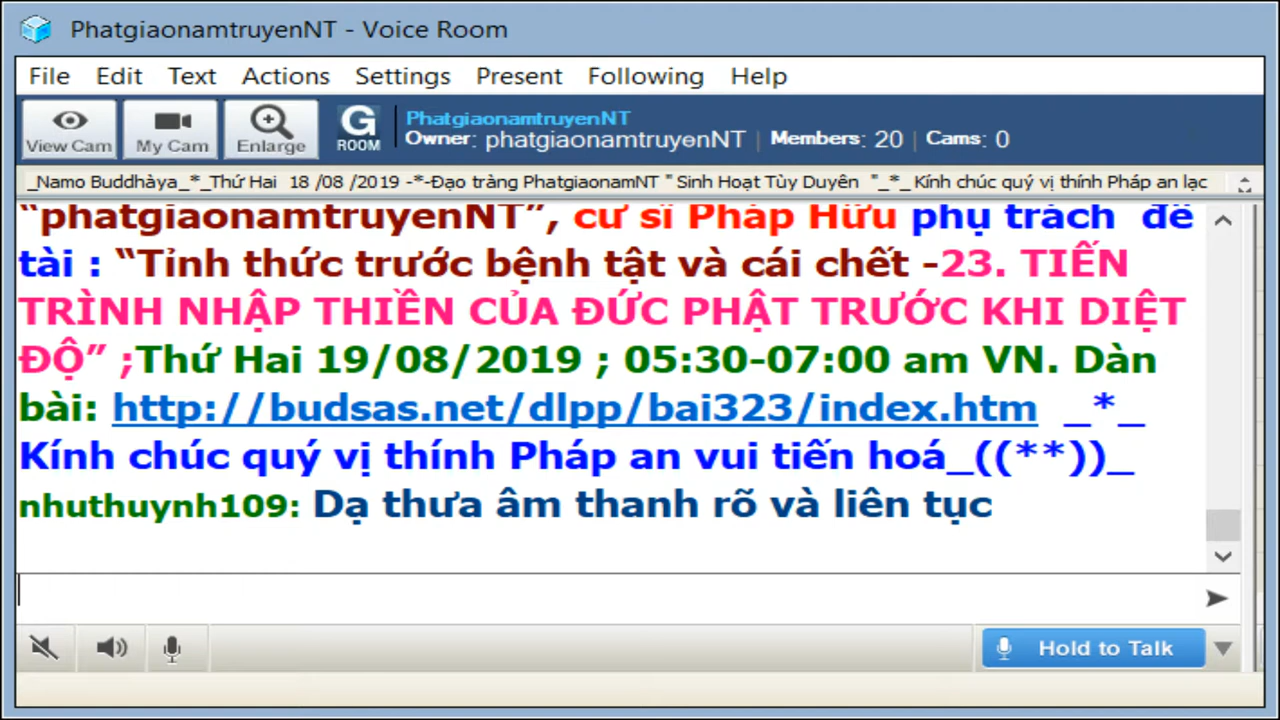 PhatgiaonamtruyenNT - Voice Room
File Edit Text Actions Settings Present Following Help
View Cam My Cam Enlarge G ROOM
PhatgiaonamtruyenNT
Owner: phatgiaonamtruyenNT | Members: 20 | Cams: 0
_Namo Buddhàya_*_Thứ Hai 18 /08 /2019 -*-Đạo tràng PhatgiaonamNT " Sinh Hoạt Tùy Duyên "_*_ Kính chúc quý vị thính Pháp an lạc
“phatgiaonamtruyenNT”, cư sĩ Pháp Hữu phụ trách đề
tài : “Tỉnh thức trước bệnh tật và cái chết -23. TIẾN
TRÌNH NHẬP THIỀN CỦA ĐỨC PHẬT TRƯỚC KHI DIỆT
ĐỘ” ;Thứ Hai 19/08/2019 ; 05:30-07:00 am VN. Dàn
bài: http://budsas.net/dlpp/bai323/index.htm _*_
Kính chúc quý vị thính Pháp an vui tiến hoá_((**))_
nhuthuynh109: Dạ thưa âm thanh rõ và liên tục
Hold to Talk